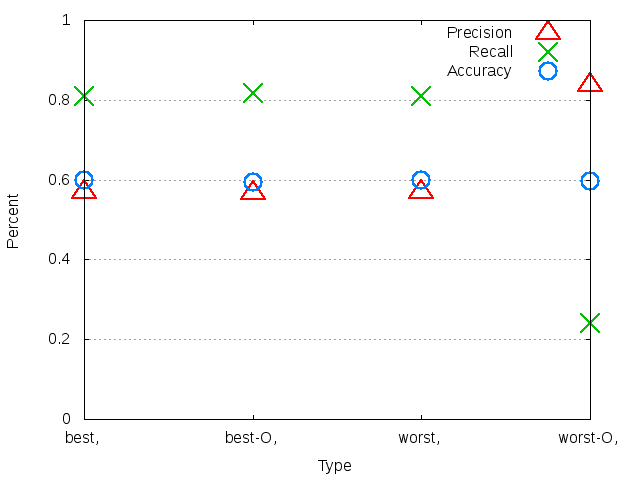 1
0.8
0.6
0.4
0.2
0
Percent
Precision
Recall
Accuracy
best,
best-O,
worst,
worst-O,
Type